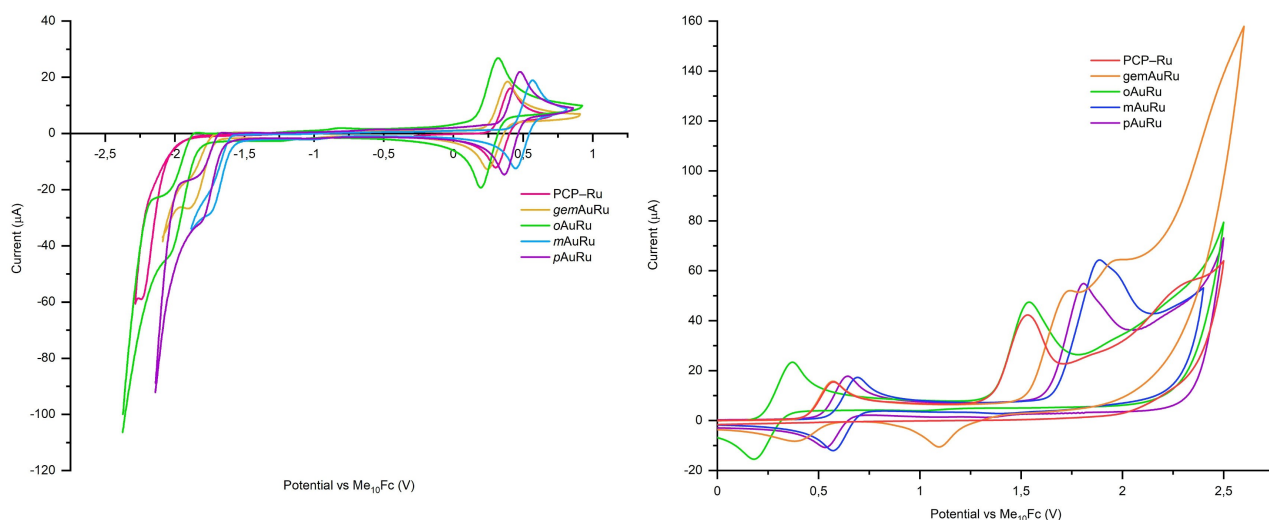 40
20
0
-20
-40
-60
-80
-100
-120
-2,5
-2
-1,5
-1
-0,5
0
0,5
1
Current (μA)
Potential vs Me₁₀Fc (V)
PCP–Ru
gemAuRu
oAuRu
mAuRu
pAuRu
160
140
120
100
80
60
40
20
0
-20
0
0,5
1
1,5
2
2,5
Current (μA)
Potential vs Me₁₀Fc (V)
PCP–Ru
gemAuRu
oAuRu
mAuRu
pAuRu